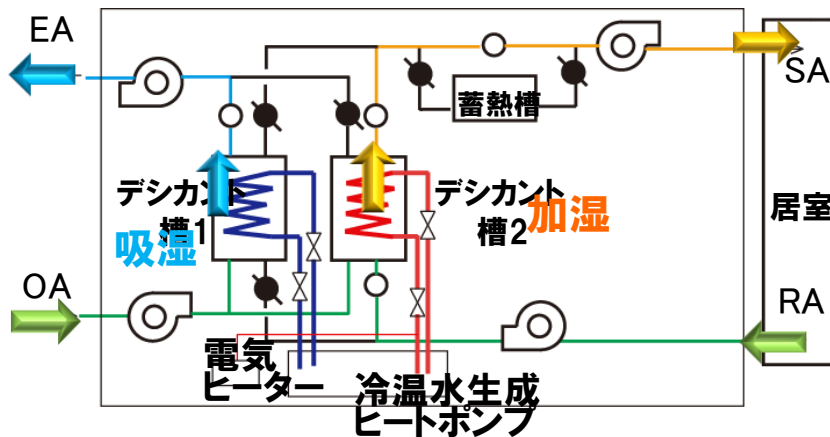 EA
SA
蓄熱槽
デシカント
槽1
吸湿
デシカント
槽2
加湿
居室
OA
RA
電気
ヒーター
冷温水生成
ヒートポンプ